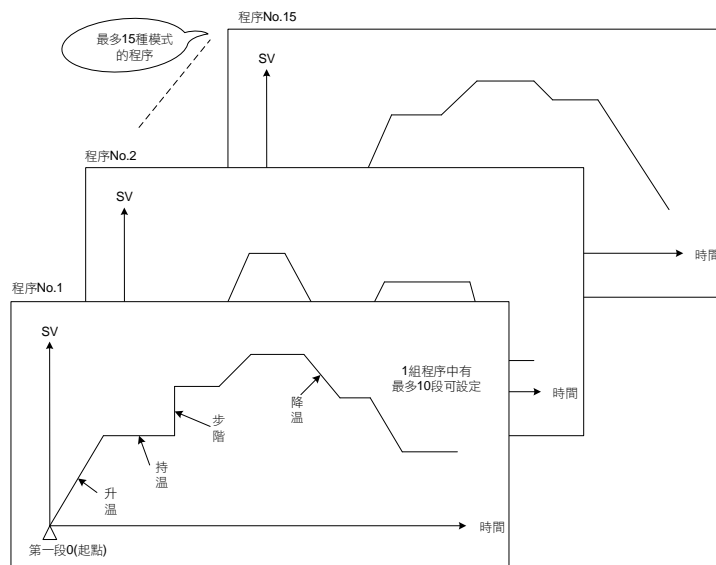 程序No.15
最多15種模式
的程序
SV
時間
程序No.2
SV
時間
程序No.1
SV
1組程序中有
最多10段可設定
降温
步階
持温
升温
時間
第一段0(起點)